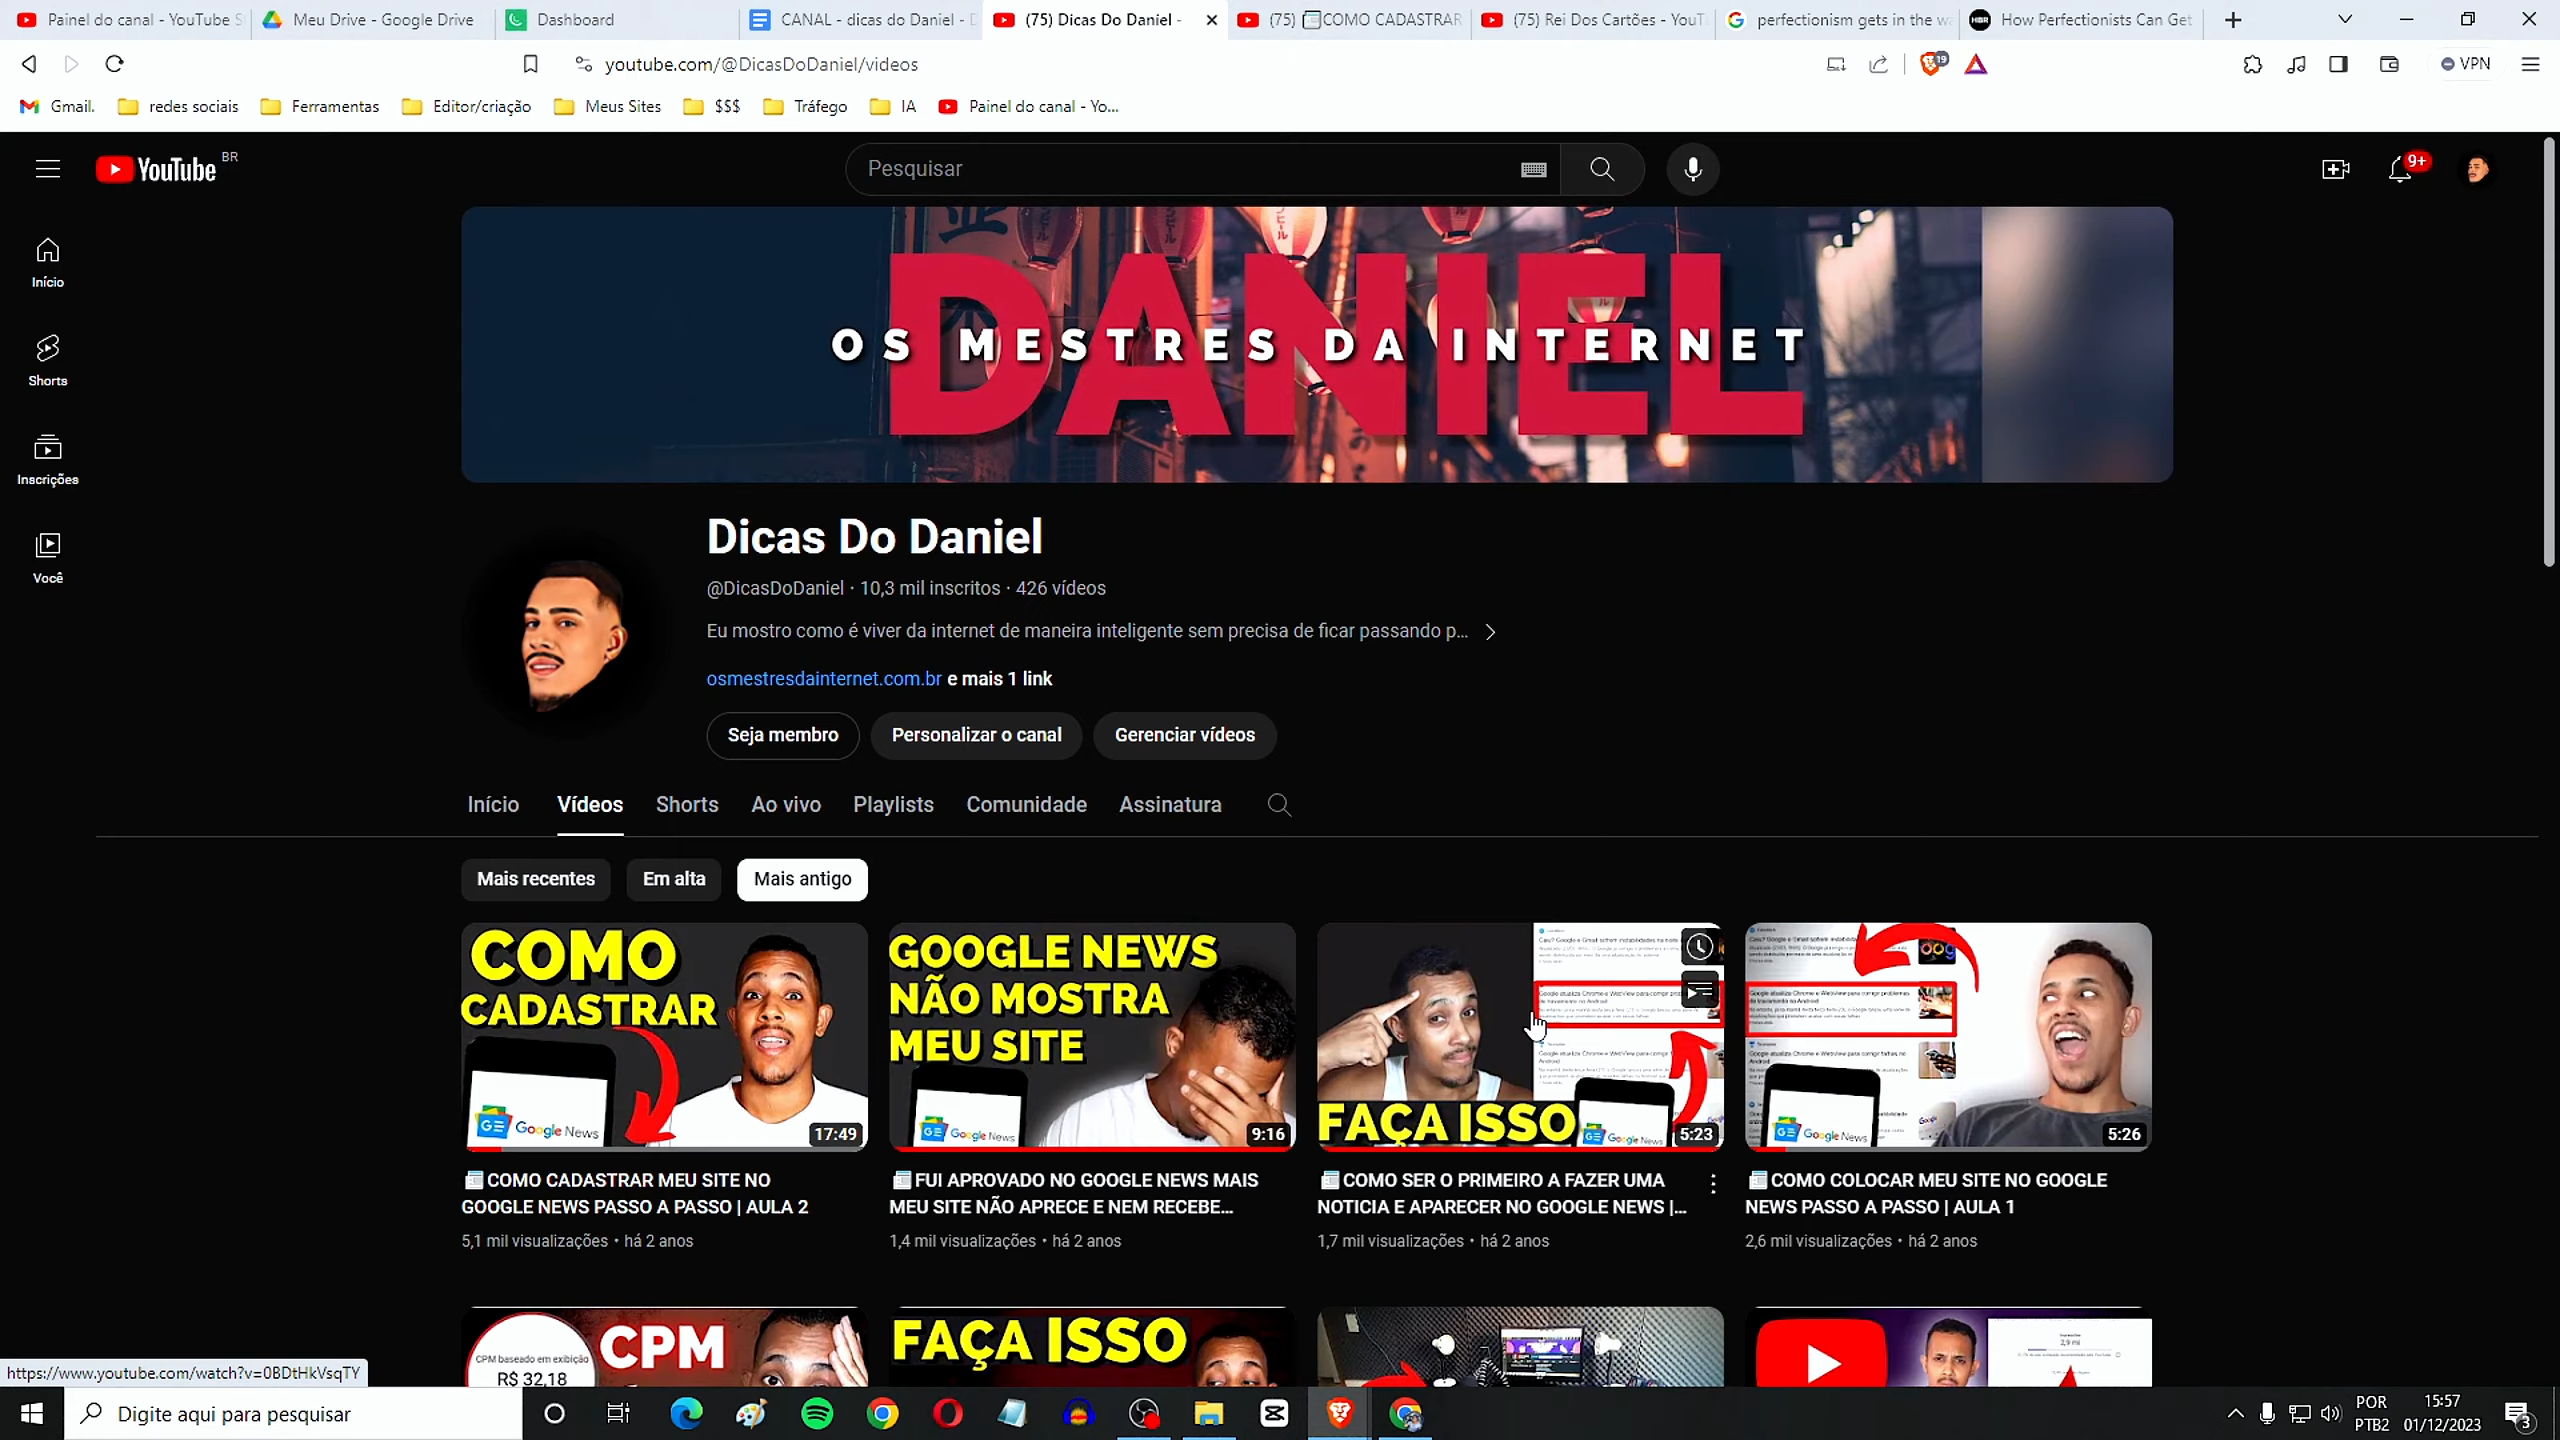 Painel do canal - YouTube S
Meu Drive - Google Drive
Dashboard
CANAL - dicas do Daniel - D
(75) Dicas Do Daniel -
(75) COMO CADASTRAR
(75) Rei Dos Cartões - YouT
perfectionism gets in the wa
How Perfectionists Can Get
youtube.com/@DicasDoDaniel/videos
19
VPN
Gmail.
redes sociais
Ferramentas
Editor/criação
Meus Sites
$$$
Tráfego
IA
Painel do canal - Yo...
YouTube BR
Pesquisar
9+
Início
Shorts
Inscrições
Você
DANIEL
OS MESTRES DA INTERNET
Dicas Do Daniel
@DicasDoDaniel · 10,3 mil inscritos · 426 vídeos
Eu mostro como é viver da internet de maneira inteligente sem precisa de ficar passando p...
osmestresdainternet.com.br e mais 1 link
Seja membro
Personalizar o canal
Gerenciar vídeos
Início
Vídeos
Shorts
Ao vivo
Playlists
Comunidade
Assinatura
Mais recentes
Em alta
Mais antigo
COMO
CADASTRAR
Google News
17:49
GOOGLE NEWS
NÃO MOSTRA
MEU SITE
Google News
9:16
FAÇA ISSO
Google News
5:23
Google News
5:26
COMO CADASTRAR MEU SITE NO
GOOGLE NEWS PASSO A PASSO | AULA 2
5,1 mil visualizações • há 2 anos
FUI APROVADO NO GOOGLE NEWS MAIS
MEU SITE NÃO APRECE E NEM RECEBE...
1,4 mil visualizações • há 2 anos
COMO SER O PRIMEIRO A FAZER UMA
NOTICIA E APARECER NO GOOGLE NEWS |...
1,7 mil visualizações • há 2 anos
COMO COLOCAR MEU SITE NO GOOGLE
NEWS PASSO A PASSO | AULA 1
2,6 mil visualizações • há 2 anos
CPM baseado em exibição
R$ 32,18
CPM
FAÇA ISSO
https://www.youtube.com/watch?v=0BDtHkVsqTY
Digite aqui para pesquisar
POR
PTB2
15:57
01/12/2023
3